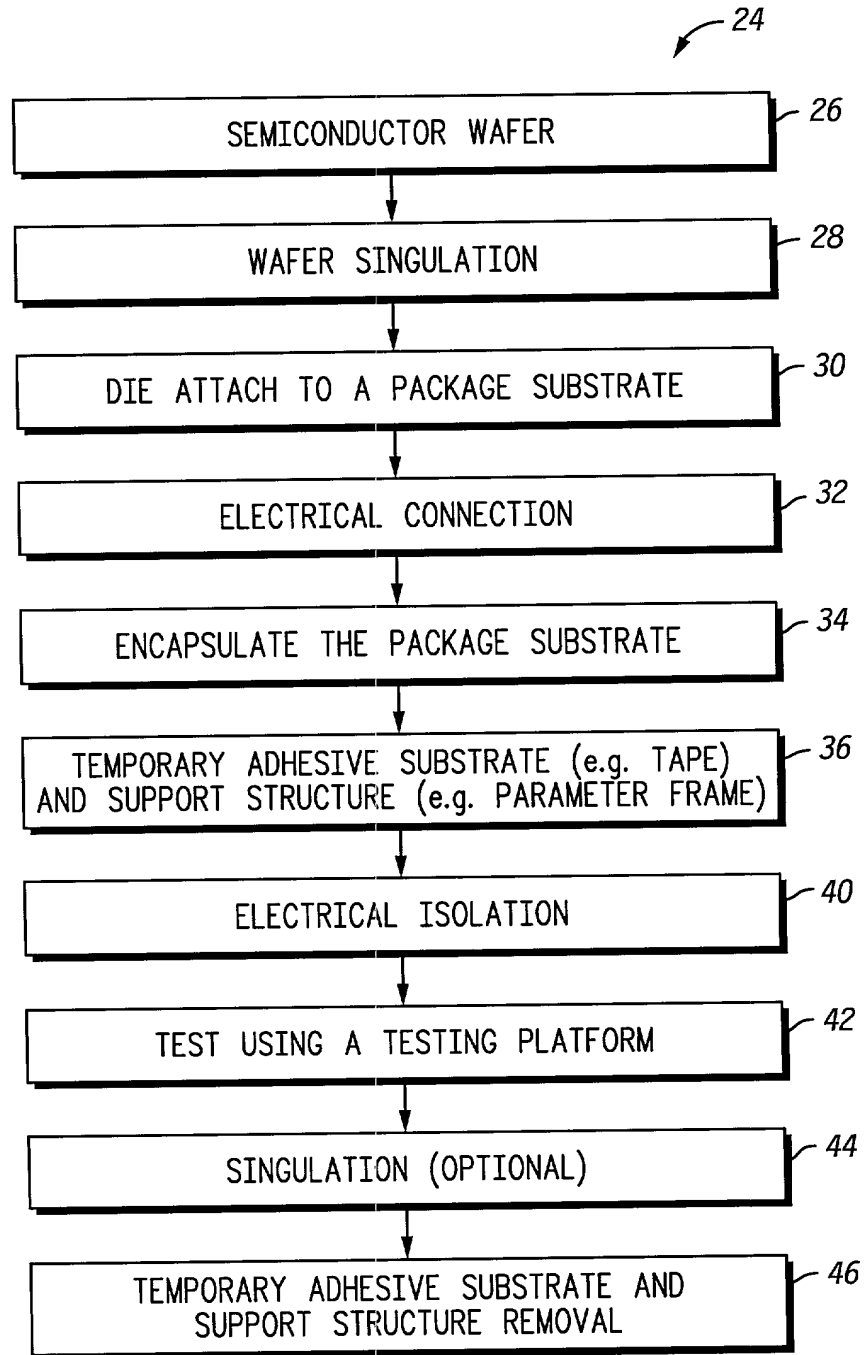 24
SEMICONDUCTOR WAFER
26
WAFER SINGULATION
28
DIE ATTACH TO A PACKAGE SUBSTRATE
30
ELECTRICAL CONNECTION
32
ENCAPSULATE THE PACKAGE SUBSTRATE
34
TEMPORARY ADHESIVE SUBSTRATE (e.g. TAPE)
AND SUPPORT STRUCTURE (e.g. PARAMETER FRAME)
36
ELECTRICAL ISOLATION
40
TEST USING A TESTING PLATFORM
42
SINGULATION (OPTIONAL)
44
TEMPORARY ADHESIVE SUBSTRATE AND
SUPPORT STRUCTURE REMOVAL
46